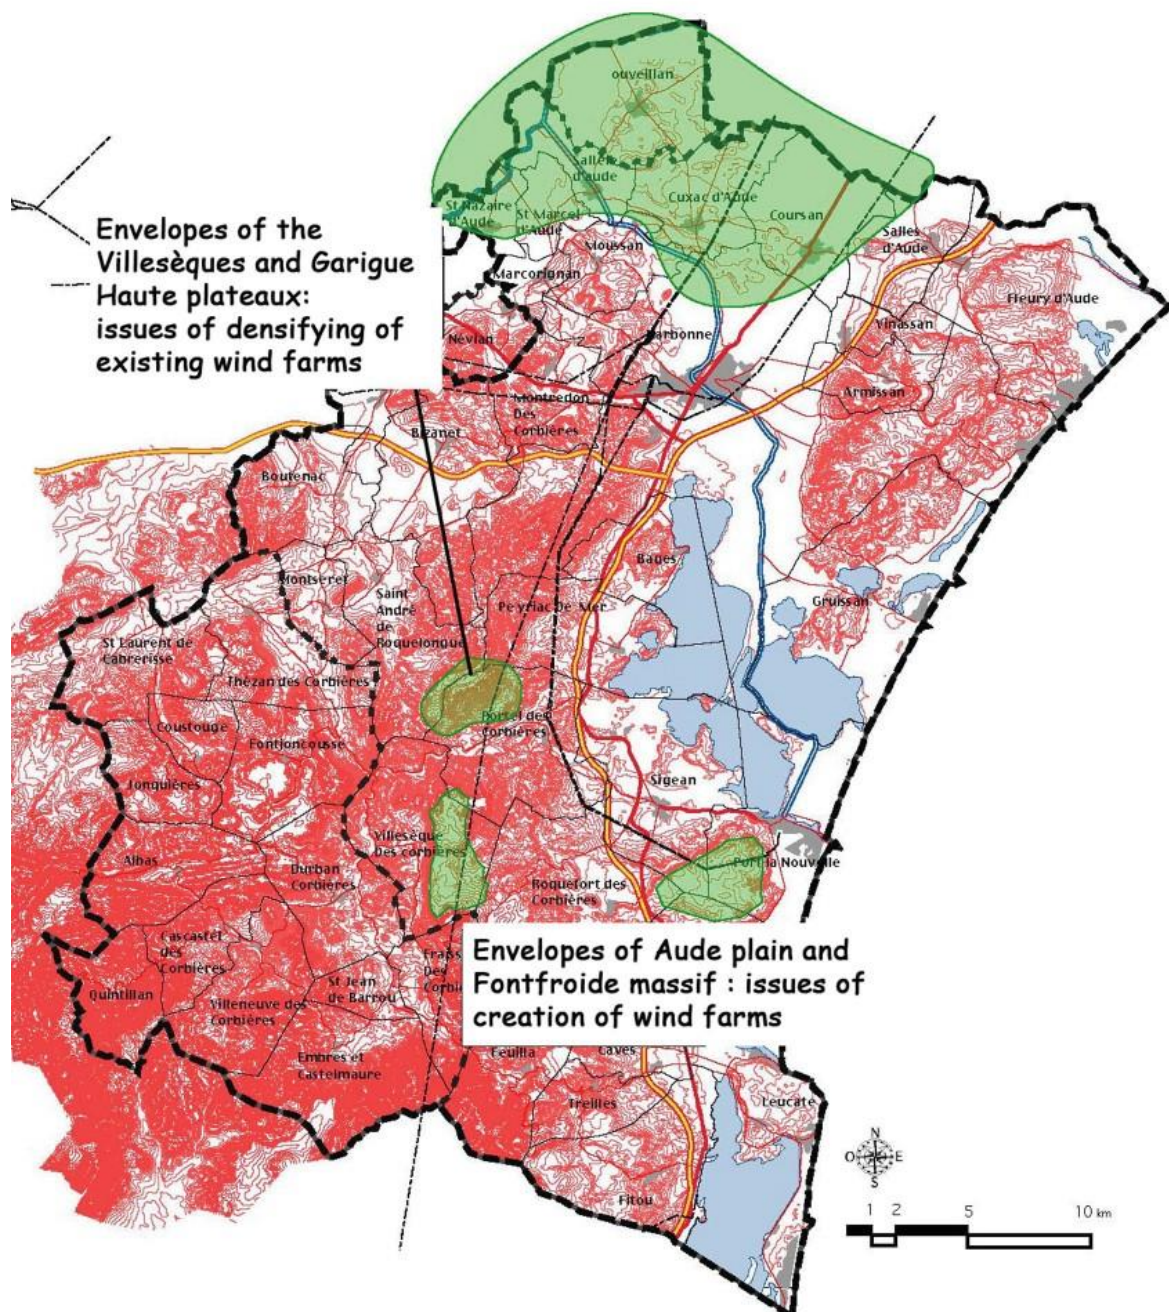 ouveillan
Salles
d'aude
St Nazaire
d'Aude
St Marcel
d'Aude
Cuxac d'Aude
Coursan
Moussan
Salles
d'Aude
Marcorignan
Fleury d'Aude
Envelopes of the
Villesèques and Garigue
Haute plateaux:
issues of densifying of
existing wind farms
Névian
Narbonne
Vinassan
Armissan
Montredon
Des
Corbières
Bizanet
Boutenac
Bages
Montseret
Saint
André
de
Roquelongue
Peyriac De Mer
Gruissan
St Laurent de
Cabrerisse
Thézan des Corbières
Portel des
Corbières
Coustouge
Fontjoncousse
Jonquières
Sigean
Villesèque
Des corbières
Albas
Durban
Corbières
Roquefort des
Corbières
Port la Nouvelle
Cascastel
des
Corbières
Quintillan
Villeneuve des
Corbières
St Jean
de Barrou
Des
Envelopes of Aude plain and
Fontfroide massif : issues of
creation of wind farms
Embres et
Castelmaure
Feuilla
Caves
Treilles
Leucate
Fitou
N
O E
S
1 2 5 10 km